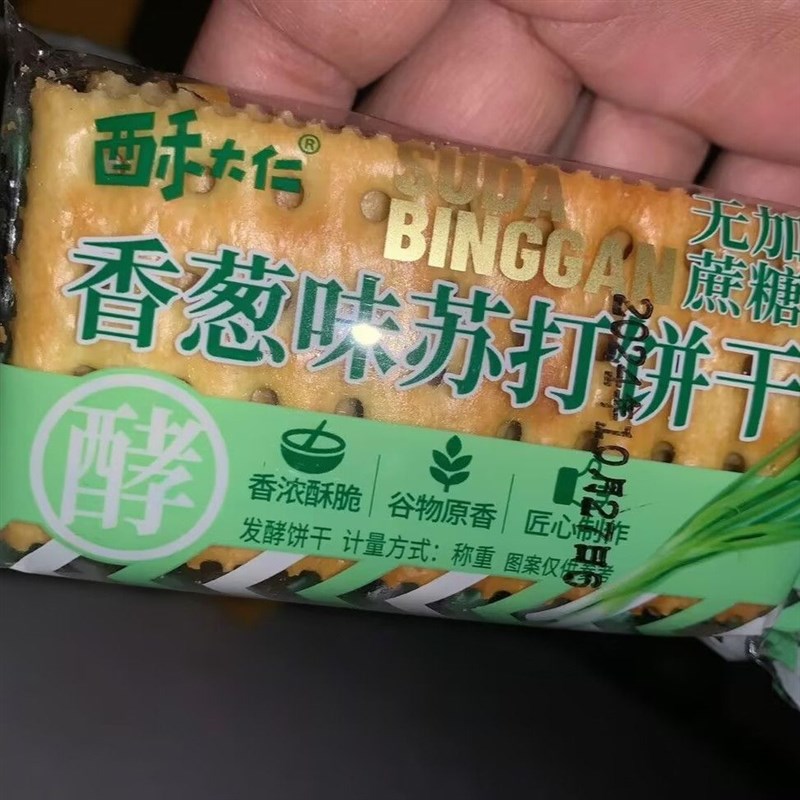 酥大仁®
SUDA
BINGGAN
无加
蔗糖
香葱味苏打饼干
酵
香浓酥脆
谷物原香
匠心制作
发酵饼干 计量方式：称重 图案仅供参考